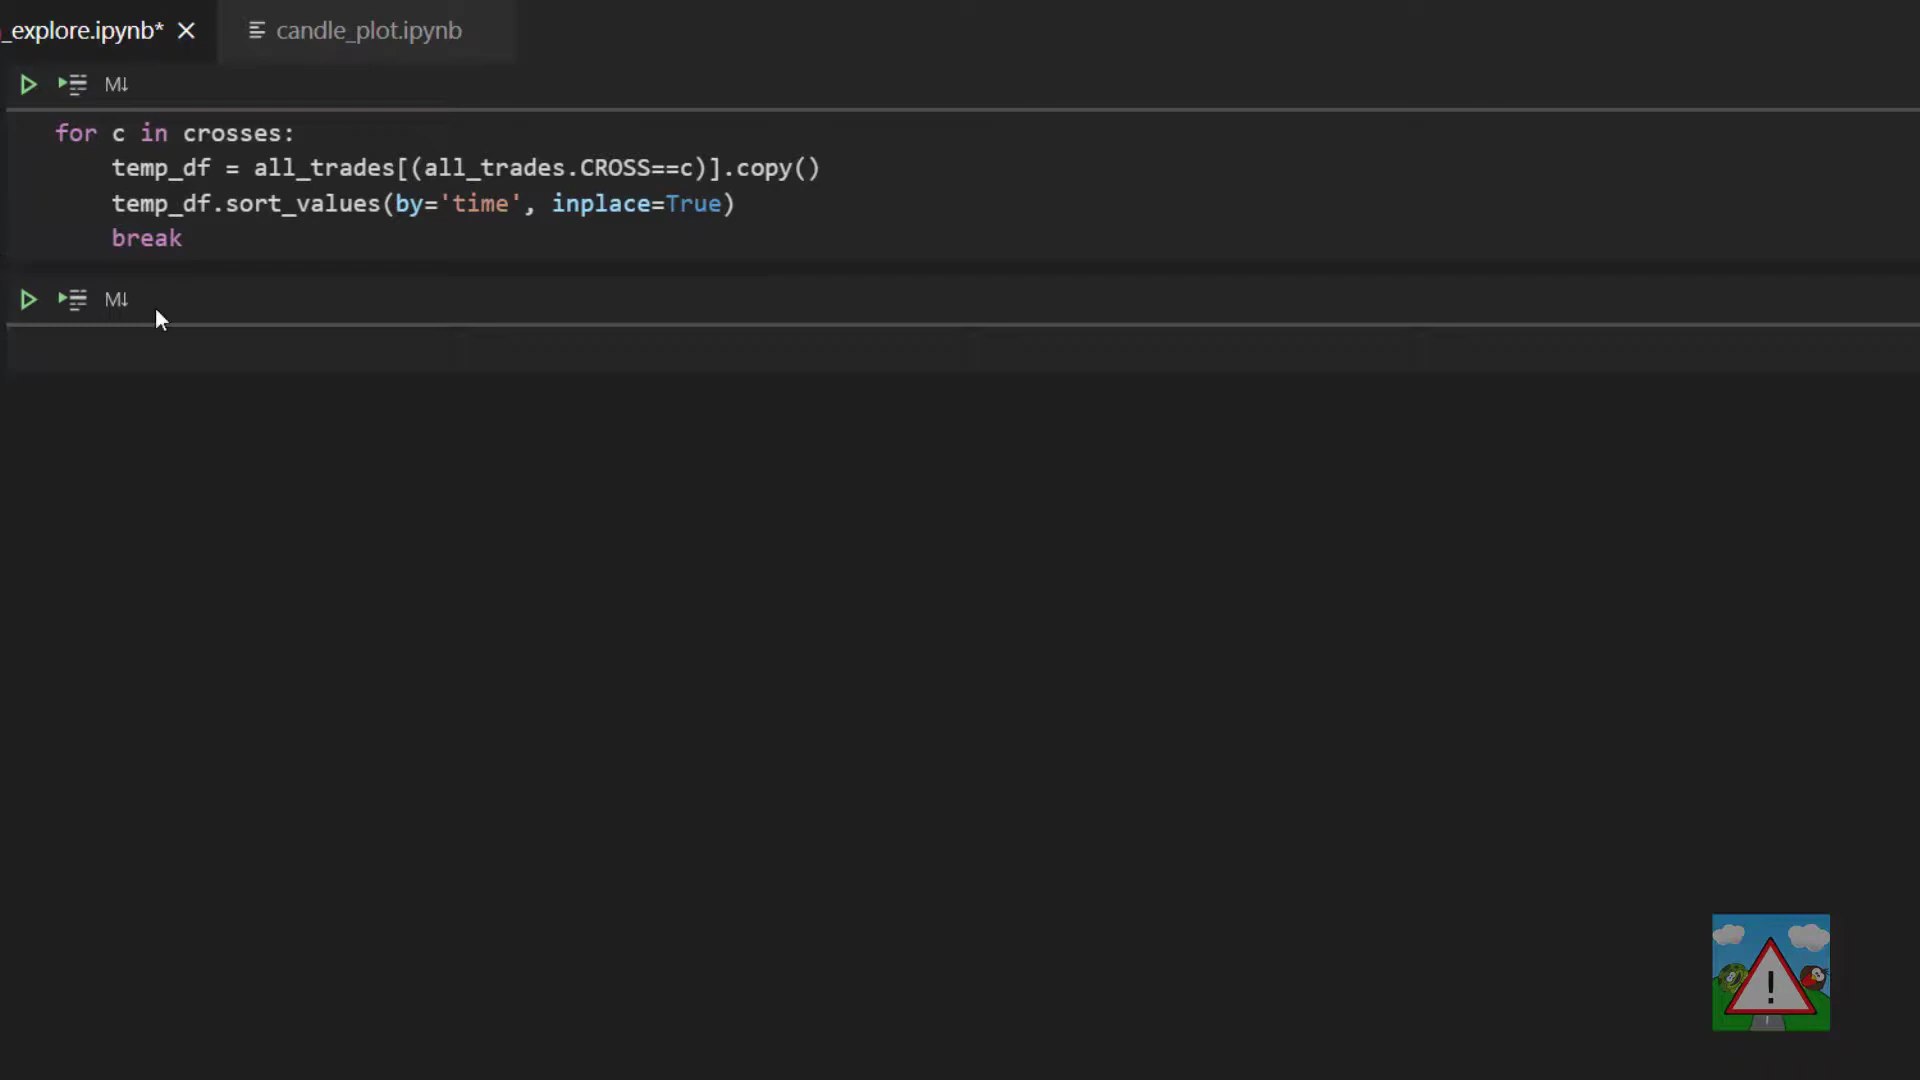 _explore.ipynb*
candle_plot.ipynb
M↓
for c in crosses:
    temp_df = all_trades[(all_trades.CROSS==c)].copy()
    temp_df.sort_values(by='time', inplace=True)
    break
M↓
!